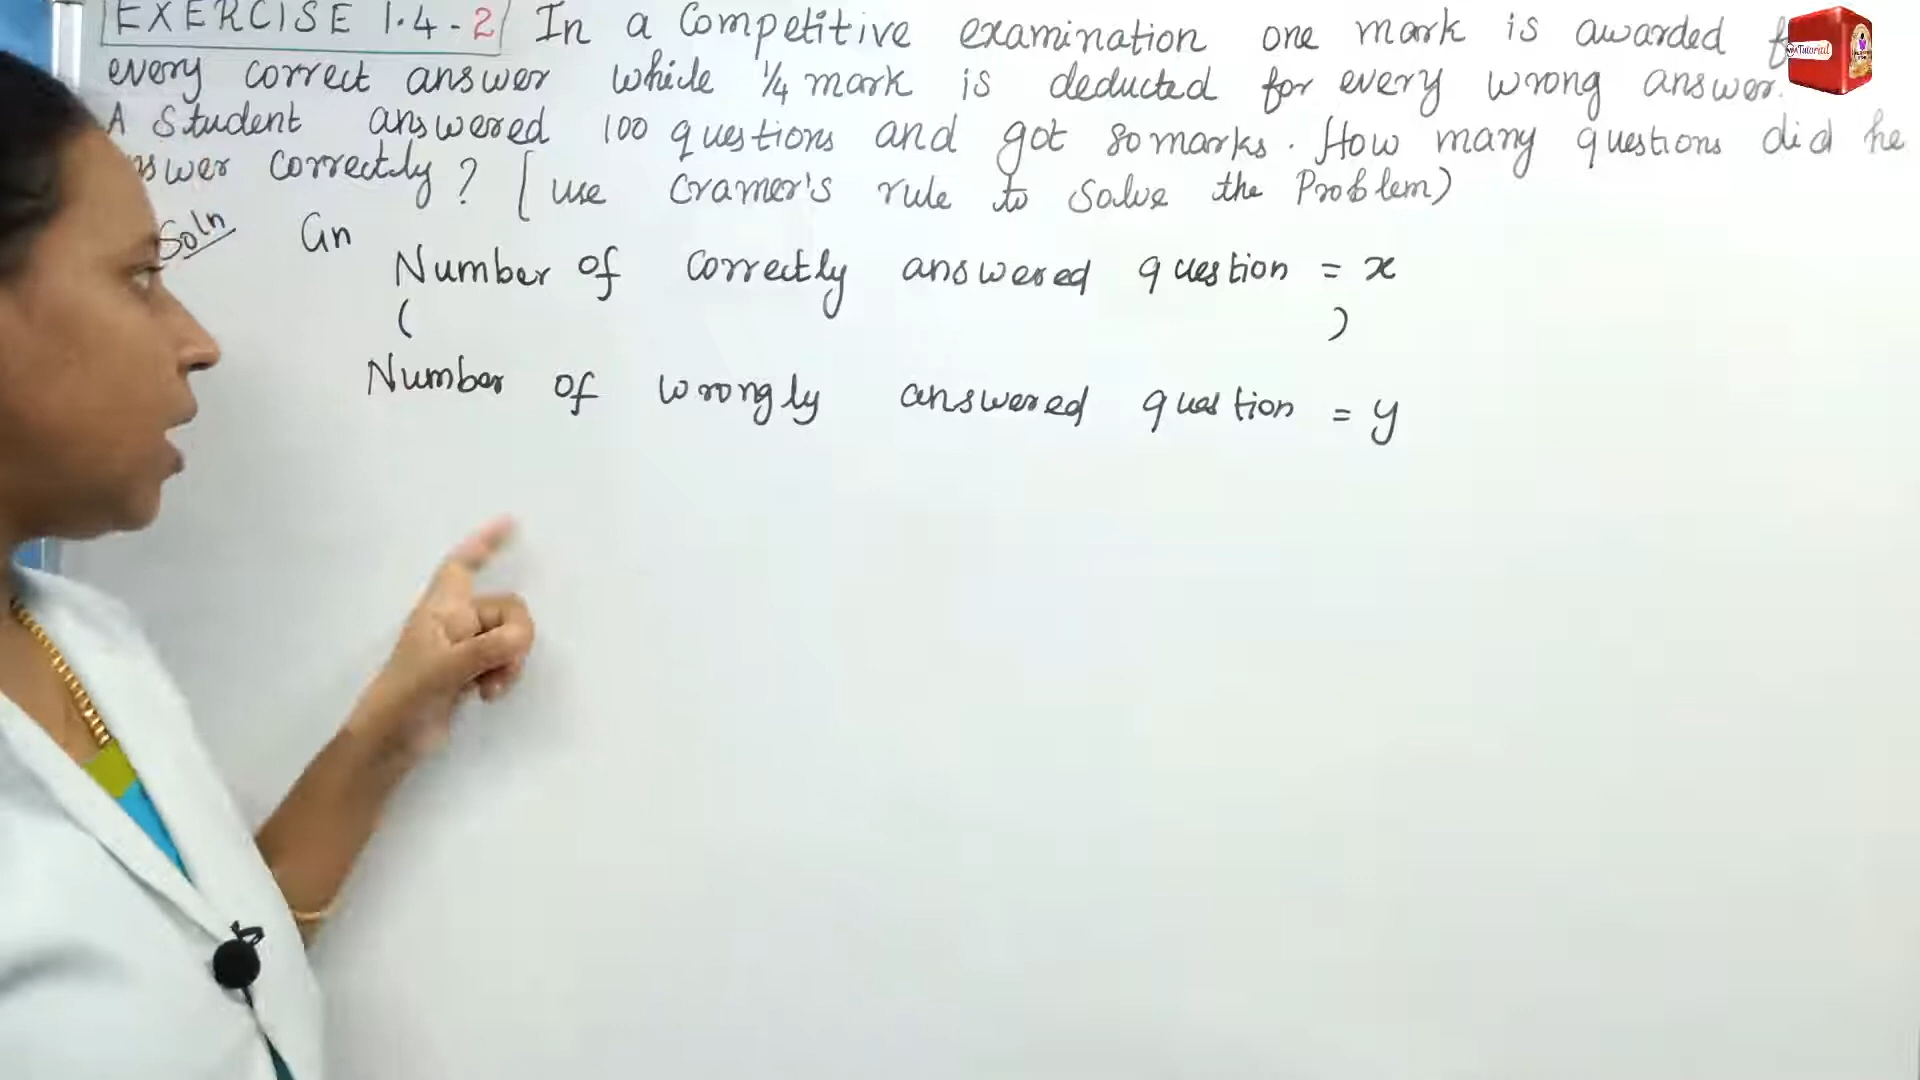 EXERCISE 1.4-2 In a competitive examination one mark is awarded
every correct answer while 1/4 mark is deducted for every wrong answer.
A Student answered 100 questions and got 80 marks. How many questions did he
swer correctly? [use Cramer's rule to Solve the Problem)
Soln Gn
Number of correctly answered question = x
( )
Number of wrongly answered question = y
Tutorial